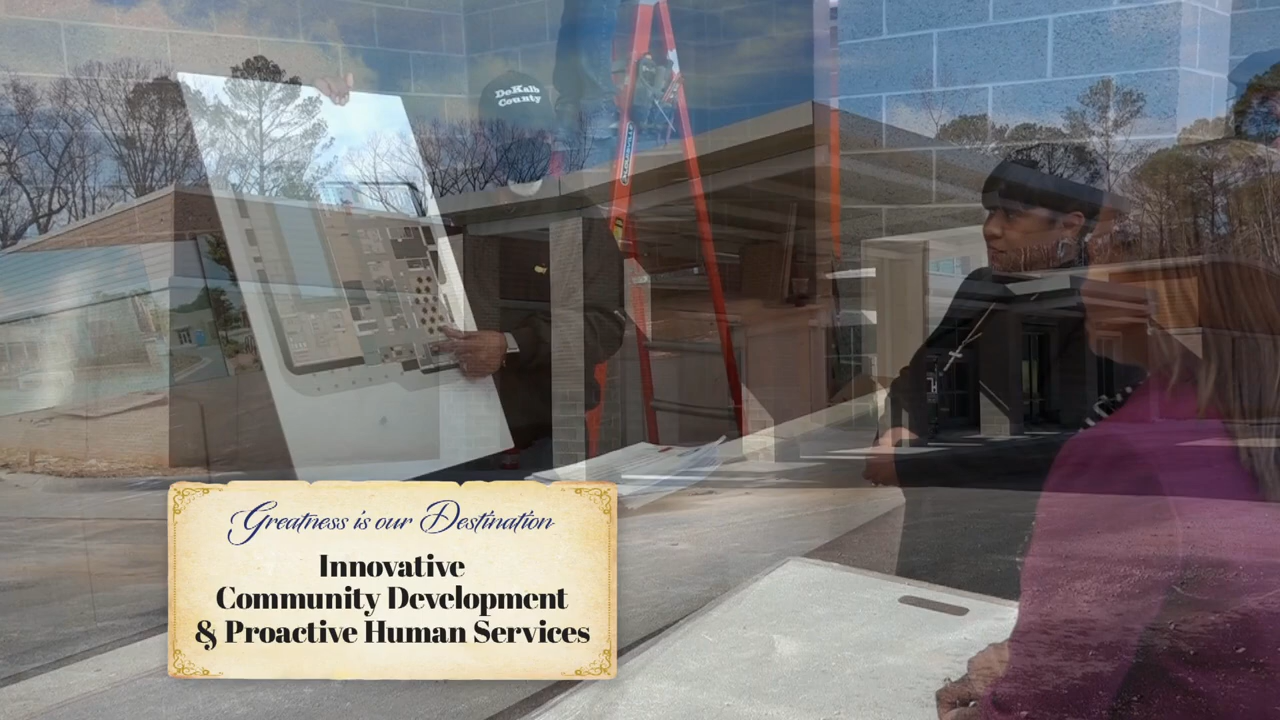 DeKalb
County
Greatness is our Destination
Innovative
Community Development
& Proactive Human Services